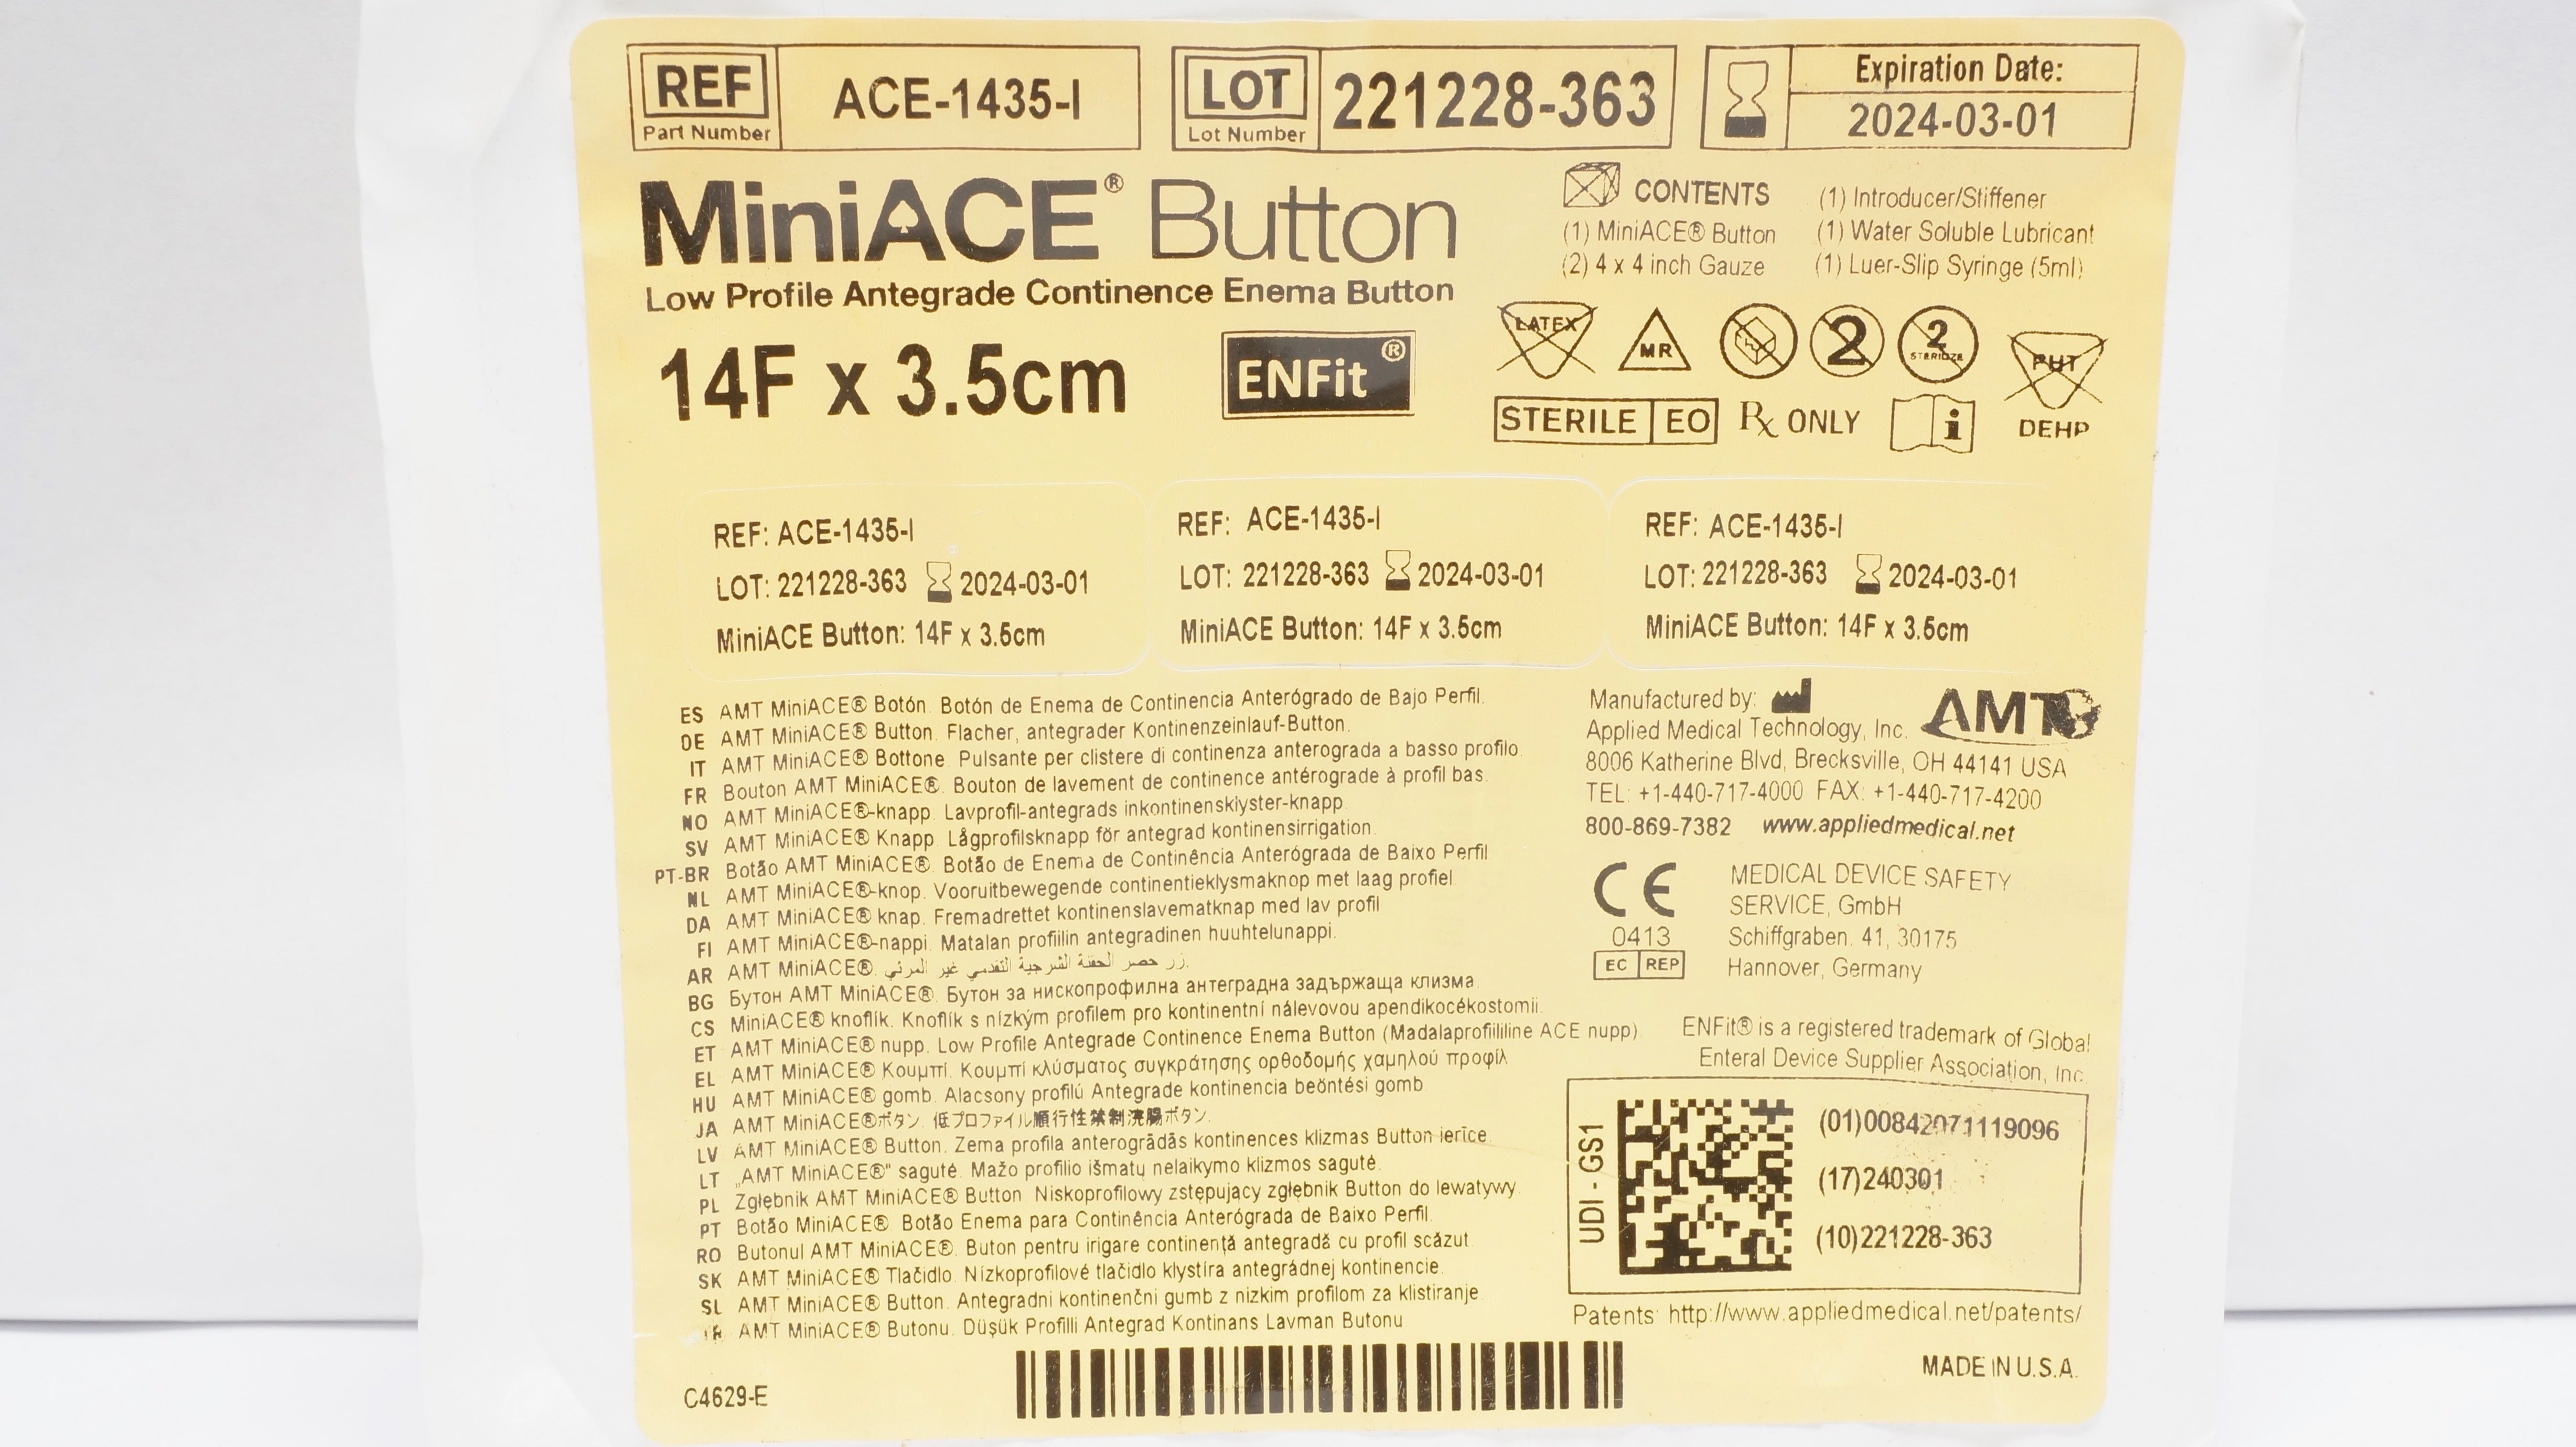 REF ACE-1435-I LOT 221228-363 Expiration Date:
Part Number Lot Number 2024-03-01
MiniACE® Button
Low Profile Antegrade Continence Enema Button
14F x 3.5cm ENFit®
CONTENTS (1) Introducer/Stiffener
(1) MiniACE® Button (1) Water Soluble Lubricant
(2) 4 x 4 inch Gauze (1) Luer-Slip Syringe (5ml)
LATEX MR 2 2 STERILIZE PHT
STERILE EO Rx ONLY i DEHP
REF: ACE-1435-I
LOT: 221228-363 2024-03-01
MiniACE Button: 14F x 3.5cm
REF: ACE-1435-I
LOT: 221228-363 2024-03-01
MiniACE Button: 14F x 3.5cm
REF: ACE-1435-I
LOT: 221228-363 2024-03-01
MiniACE Button: 14F x 3.5cm
ES AMT MiniACE® Botón. Botón de Enema de Continencia Anterógrado de Bajo Perfil.
DE AMT MiniACE® Button. Flacher, antegrader Kontinenzeinlauf-Button.
IT AMT MiniACE® Bottone. Pulsante per clistere di continenza anterograda a basso profilo.
FR Bouton AMT MiniACE®. Bouton de lavement de continence antérograde à profil bas.
NO AMT MiniACE®-knapp. Lavprofil-antegrads inkontinensklyster-knapp.
SV AMT MiniACE® Knapp. Lågprofilsknapp för antegrad kontinensirrigation.
PT-BR Botão AMT MiniACE®. Botão de Enema de Continência Anterógrada de Baixo Perfil
NL AMT MiniACE®-knop. Vooruitbewegende continentieklysmaknop met laag profiel
DA AMT MiniACE® knap. Fremadrettet kontinenslavematknap med lav profil
FI AMT MiniACE®-nappi. Matalan profiilin antegradinen huuhtelunappi.
AR AMT MiniACE®. زر حصر الحقنة الشرجية التقدمي غير المرئي.
BG Бутон AMT MiniACE®. Бутон за нископрофилна антеградна задържаща клизма
CS MiniACE® knoflík. Knoflík s nízkým profilem pro kontinentní nálevovou apendikocékostomii.
ET AMT MiniACE® nupp. Low Profile Antegrade Continence Enema Button (Madalaprofiililine ACE nupp).
EL AMT MiniACE® Κουμπί. Κουμπί κλύσματος συγκράτησης ορθοδομής χαμηλού προφίλ
HU AMT MiniACE® gomb. Alacsony profilú Antegrade kontinencia beöntési gomb
JA AMT MiniACE®ボタン. 低プロファイル順行性禁制浣腸ボタン.
LV AMT MiniACE® Button. Zema profila anterogrādās kontinences klizmas Button ierīce.
LT „AMT MiniACE®" sagutė. Mažo profilio išmatų nelaikymo klizmos sagutė.
PL Zgłębnik AMT MiniACE® Button. Niskoprofilowy zstępujący zgłębnik Button do lewatywy.
PT Botão MiniACE®. Botão Enema para Continência Anterógrada de Baixo Perfil.
RO Butonul AMT MiniACE®. Buton pentru irigare continență antegradă cu profil scăzut.
SK AMT MiniACE® Tlačidlo. Nízkoprofilové tlačidlo klystíra antegrádnej kontinencie.
SL AMT MiniACE® Button. Antegradni kontinenčni gumb z nizkim profilom za klistiranje.
TR AMT MiniACE® Butonu. Düşük Profilli Antegrad Kontinans Lavman Butonu
C4629-E
Manufactured by:
Applied Medical Technology, Inc. AMT
8006 Katherine Blvd, Brecksville, OH 44141 USA
TEL: +1-440-717-4000 FAX: +1-440-717-4200
800-869-7382 www.appliedmedical.net
CE 0413
EC REP
MEDICAL DEVICE SAFETY
SERVICE, GmbH
Schiffgraben. 41, 30175
Hannover, Germany
ENFit® is a registered trademark of Global
Enteral Device Supplier Association, Inc.
UDI - GS1
(01)00842071119096
(17)240301
(10)221228-363
Patents: http://www.appliedmedical.net/patents/
MADE IN U.S.A.